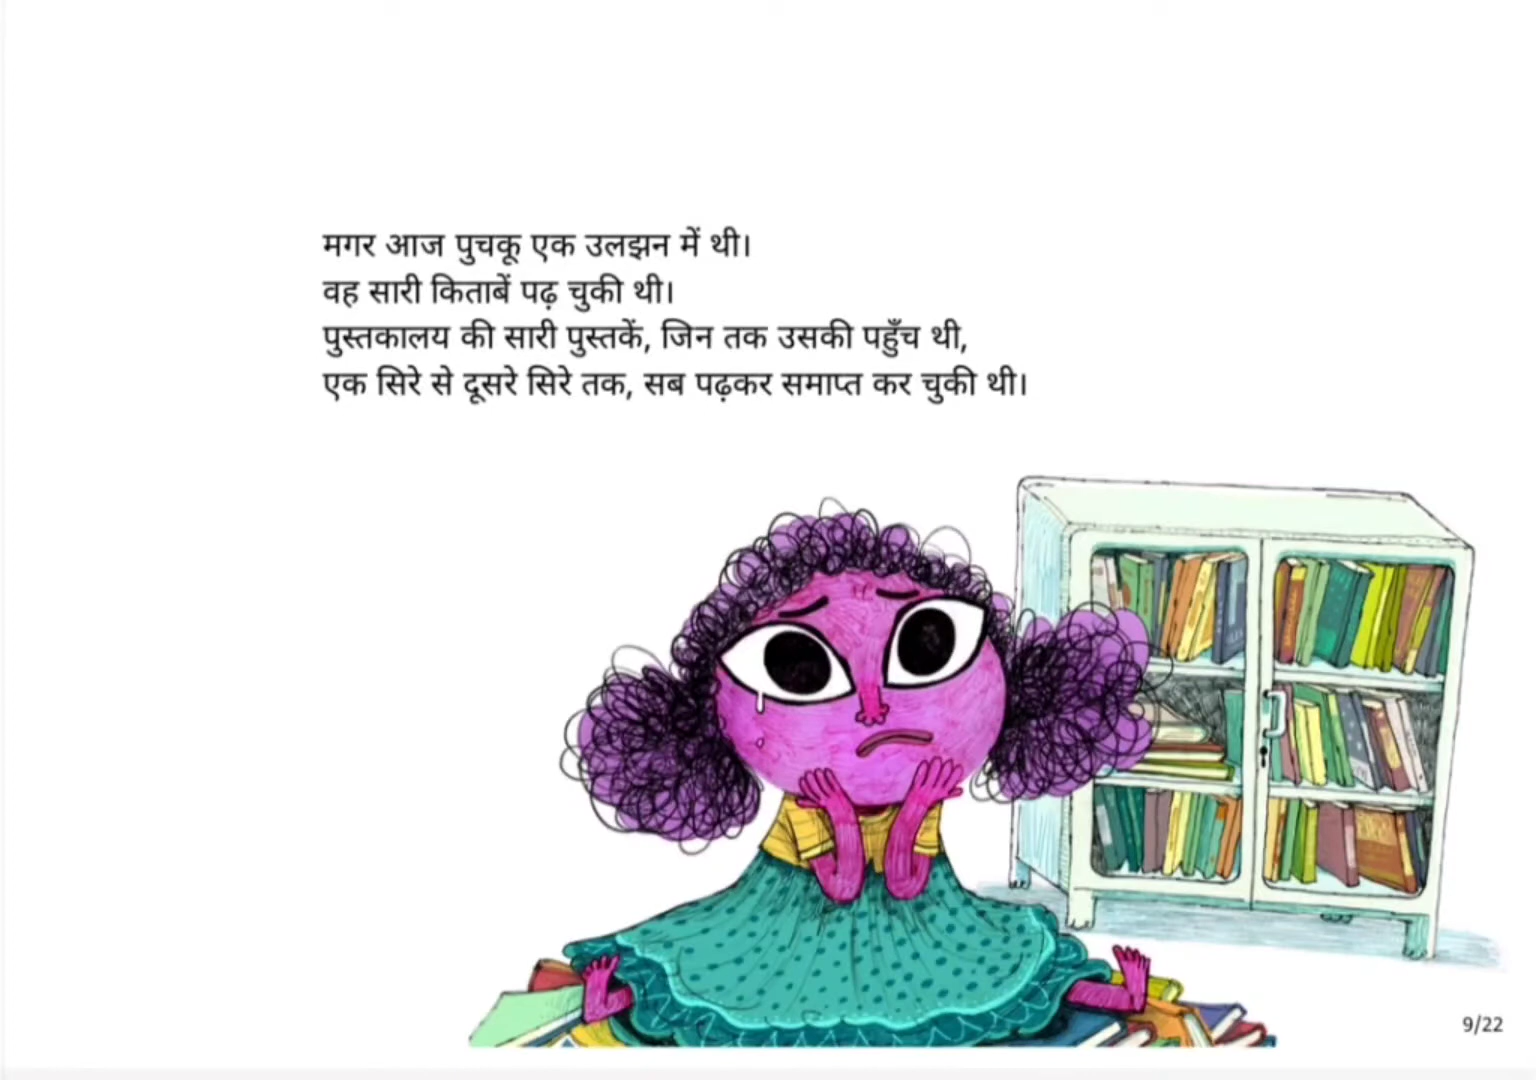 मगर आज पुचकू एक उलझन में थी।
वह सारी किताबें पढ़ चुकी थी।
पुस्तकालय की सारी पुस्तकें, जिन तक उसकी पहुँच थी,
एक सिरे से दूसरे सिरे तक, सब पढ़कर समाप्त कर चुकी थी।
9/22